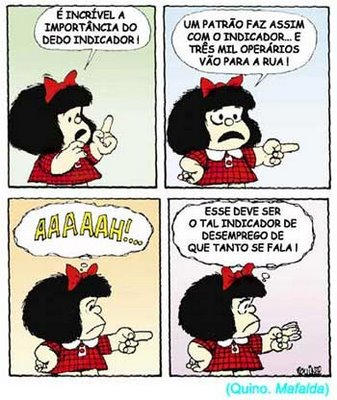 É INCRÍVEL A
IMPORTÂNCIA DO
DEDO INDICADOR!
UM PATRÃO FAZ ASSIM
COM O INDICADOR... E
TRÊS MIL OPERÁRIOS
VÃO PARA A RUA!
AAAAAH!...
ESSE DEVE SER
O TAL INDICADOR DE
DESEMPREGO DE
QUE TANTO SE FALA!
QUINO
(Quino. Mafalda)